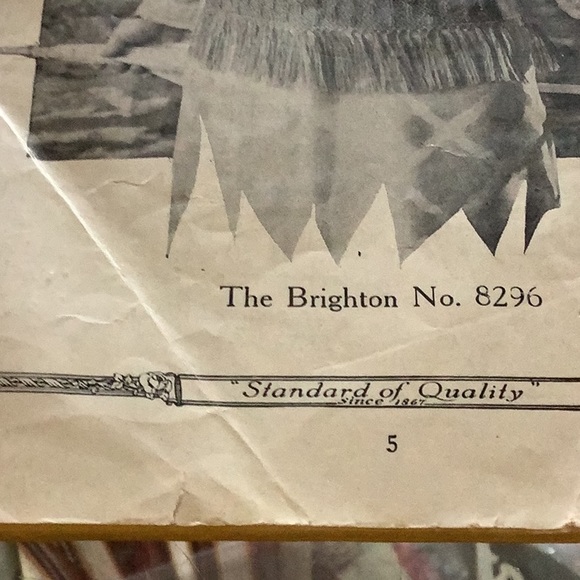 The Brighton No. 8296
"Standard of Quality"
since 1867
5